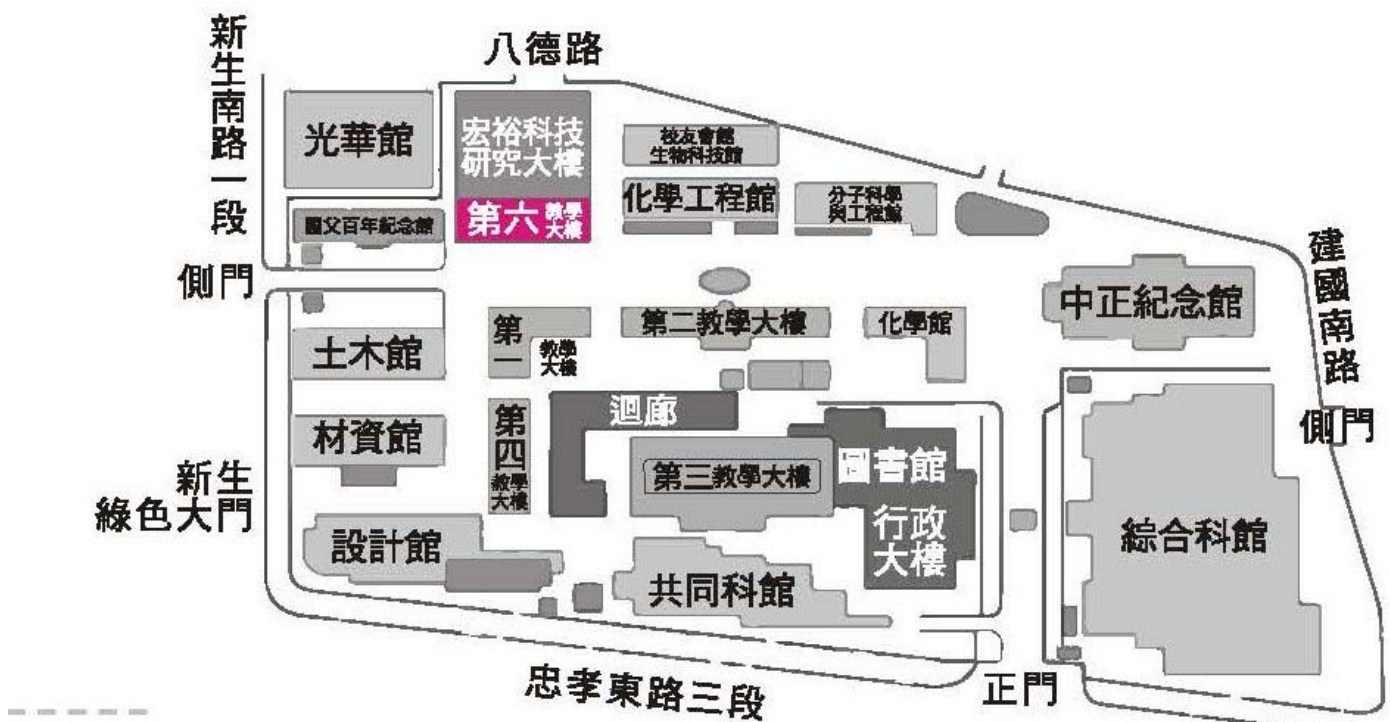 新生南路一段
八德路
光華館
宏裕科技
研究大樓
校友會館
生物科技館
化學工程館
分子科學
與工程館
國父百年紀念館
第六教學
大樓
側門
建國南路
中正紀念館
土木館
第一
教學
大樓
第二教學大樓
化學館
側門
材資館
第四
教學
大樓
迴廊
第三教學大樓
圖書館
行政
大樓
新生
綠色大門
設計館
共同科館
綜合科館
忠孝東路三段
正門